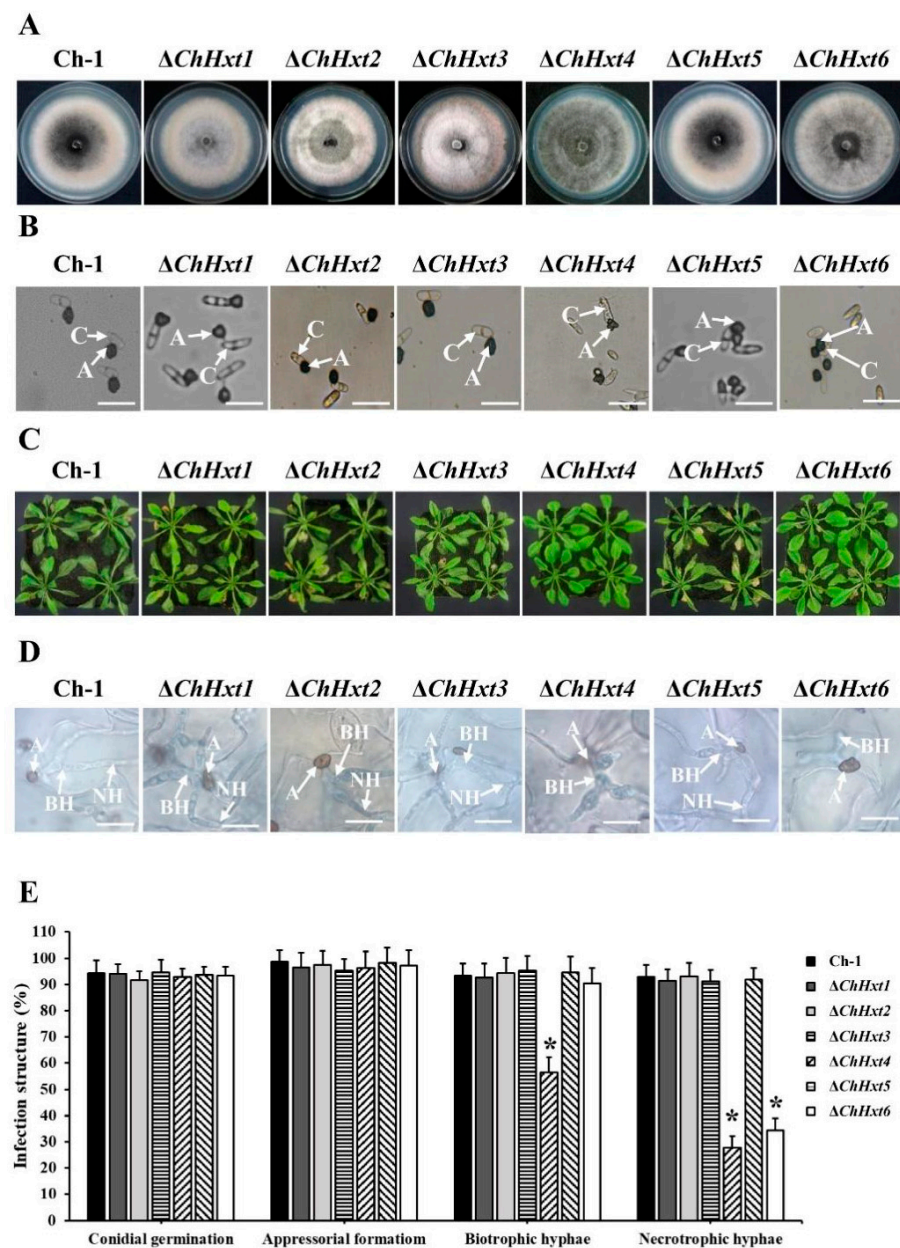 A
Ch-1 ΔChHxt1 ΔChHxt2 ΔChHxt3 ΔChHxt4 ΔChHxt5 ΔChHxt6
B
Ch-1 ΔChHxt1 ΔChHxt2 ΔChHxt3 ΔChHxt4 ΔChHxt5 ΔChHxt6
C A A C C A C A C A A C A C
C
Ch-1 ΔChHxt1 ΔChHxt2 ΔChHxt3 ΔChHxt4 ΔChHxt5 ΔChHxt6
D
Ch-1 ΔChHxt1 ΔChHxt2 ΔChHxt3 ΔChHxt4 ΔChHxt5 ΔChHxt6
A BH NH A BH NH BH A NH A BH NH A BH A BH NH BH A
E
Infection structure (%)
110
100
90
80
70
60
50
40
30
20
10
0
* * *
Conidial germination Appressorial formatiom Biotrophic hyphae Necrotrophic hyphae
Ch-1
ΔChHxt1
ΔChHxt2
ΔChHxt3
ΔChHxt4
ΔChHxt5
ΔChHxt6